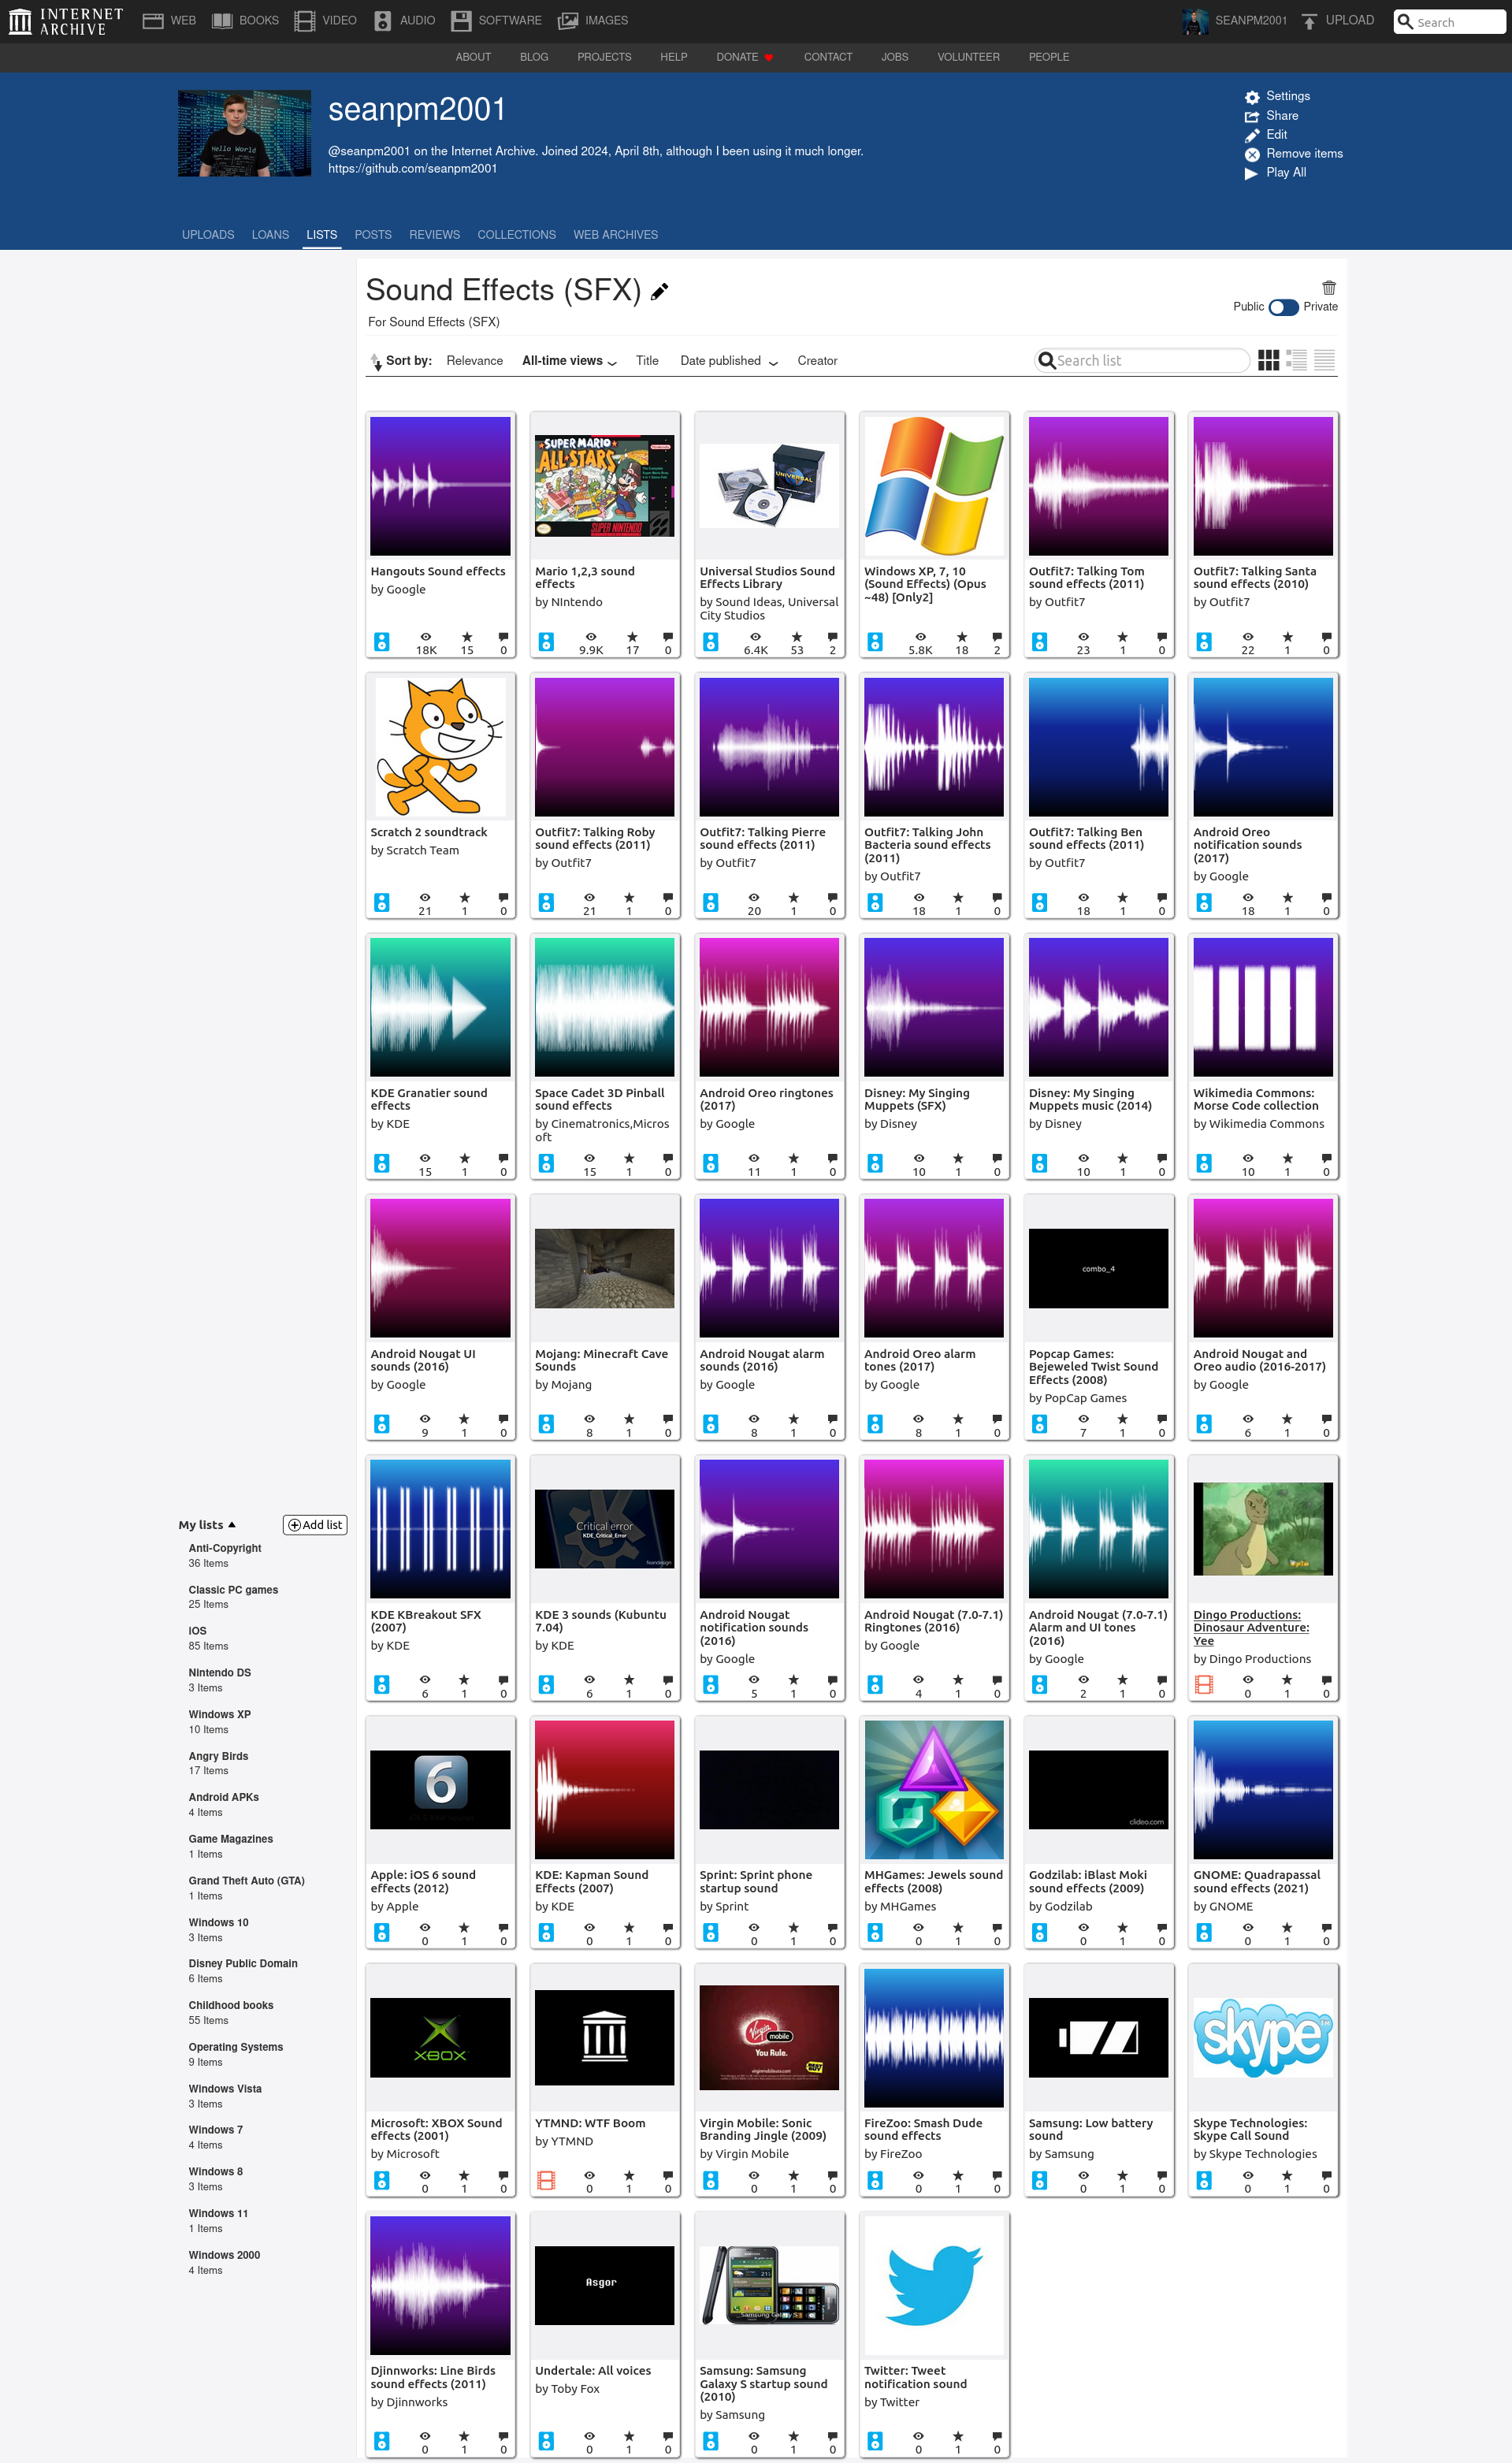 INTERNET ARCHIVE
WEB BOOKS VIDEO AUDIO SOFTWARE IMAGES
SEANPM2001 UPLOAD Search
ABOUT BLOG PROJECTS HELP DONATE CONTACT JOBS VOLUNTEER PEOPLE
Hello World
seanpm2001
@seanpm2001 on the Internet Archive. Joined 2024, April 8th, although I been using it much longer.
https://github.com/seanpm2001
Settings
Share
Edit
Remove items
Play All
UPLOADS LOANS LISTS POSTS REVIEWS COLLECTIONS WEB ARCHIVES
Sound Effects (SFX)
For Sound Effects (SFX)
Public Private
Sort by: Relevance All-time views Title Date published Creator
Search list
Hangouts Sound effects
by Google
18K 15 0
SUPER MARIO
ALL-STARS
Nintendo
SUPER NINTENDO
Mario 1,2,3 sound
effects
by NIntendo
9.9K 17 0
UNIVERSAL
Universal Studios Sound
Effects Library
by Sound Ideas, Universal
City Studios
6.4K 53 2
Windows XP, 7, 10
(Sound Effects) (Opus
~48) [Only2]
5.8K 18 2
Outfit7: Talking Tom
sound effects (2011)
by Outfit7
23 1 0
Outfit7: Talking Santa
sound effects (2010)
by Outfit7
22 1 0
Scratch 2 soundtrack
by Scratch Team
21 1 0
Outfit7: Talking Roby
sound effects (2011)
by Outfit7
21 1 0
Outfit7: Talking Pierre
sound effects (2011)
by Outfit7
20 1 0
Outfit7: Talking John
Bacteria sound effects
(2011)
by Outfit7
18 1 0
Outfit7: Talking Ben
sound effects (2011)
by Outfit7
18 1 0
Android Oreo
notification sounds
(2017)
by Google
18 1 0
KDE Granatier sound
effects
by KDE
15 1 0
Space Cadet 3D Pinball
sound effects
by Cinematronics,Micros
oft
15 1 0
Android Oreo ringtones
(2017)
by Google
11 1 0
Disney: My Singing
Muppets (SFX)
by Disney
10 1 0
Disney: My Singing
Muppets music (2014)
by Disney
10 1 0
Wikimedia Commons:
Morse Code collection
by Wikimedia Commons
10 1 0
Android Nougat UI
sounds (2016)
by Google
9 1 0
Mojang: Minecraft Cave
Sounds
by Mojang
8 1 0
Android Nougat alarm
sounds (2016)
by Google
8 1 0
Android Oreo alarm
tones (2017)
by Google
8 1 0
combo_4
Popcap Games:
Bejeweled Twist Sound
Effects (2008)
by PopCap Games
7 1 0
Android Nougat and
Oreo audio (2016-2017)
by Google
6 1 0
My lists Add list
Anti-Copyright
36 Items
Classic PC games
25 Items
iOS
85 Items
Nintendo DS
3 Items
Windows XP
10 Items
Angry Birds
17 Items
Android APKs
4 Items
Game Magazines
1 Items
Grand Theft Auto (GTA)
1 Items
Windows 10
3 Items
Disney Public Domain
6 Items
Childhood books
55 Items
Operating Systems
9 Items
Windows Vista
3 Items
Windows 7
4 Items
Windows 8
3 Items
Windows 11
1 Items
Windows 2000
4 Items
KDE KBreakout SFX
(2007)
by KDE
6 1 0
Critical error
KDE_Critical_Error
KDE 3 sounds (Kubuntu
7.04)
by KDE
6 1 0
Android Nougat
notification sounds
(2016)
by Google
5 1 0
Android Nougat (7.0-7.1)
Ringtones (2016)
by Google
4 1 0
Android Nougat (7.0-7.1)
Alarm and UI tones
(2016)
by Google
2 1 0
Dingo Productions:
Dinosaur Adventure:
Yee
by Dingo Productions
0 1 0
6
Apple: iOS 6 sound
effects (2012)
by Apple
0 1 0
KDE: Kapman Sound
Effects (2007)
by KDE
0 1 0
Sprint: Sprint phone
startup sound
by Sprint
0 1 0
MHGames: Jewels sound
effects (2008)
by MHGames
0 1 0
clideo.com
Godzilab: iBlast Moki
sound effects (2009)
by Godzilab
0 1 0
GNOME: Quadrapassal
sound effects (2021)
by GNOME
0 1 0
XBOX
Microsoft: XBOX Sound
effects (2001)
by Microsoft
0 1 0
YTMND: WTF Boom
by YTMND
0 1 0
Virgin mobile
You Rule.
Virgin Mobile: Sonic
Branding Jingle (2009)
by Virgin Mobile
0 1 0
FireZoo: Smash Dude
sound effects
by FireZoo
0 1 0
Samsung: Low battery
sound
by Samsung
0 1 0
skype
Skype Technologies:
Skype Call Sound
by Skype Technologies
0 1 0
Djinnworks: Line Birds
sound effects (2011)
by Djinnworks
0 1 0
Asgor
Undertale: All voices
by Toby Fox
0 1 0
Samsung Galaxy S
Samsung: Samsung
Galaxy S startup sound
(2010)
by Samsung
0 1 0
Twitter: Tweet
notification sound
by Twitter
0 1 0